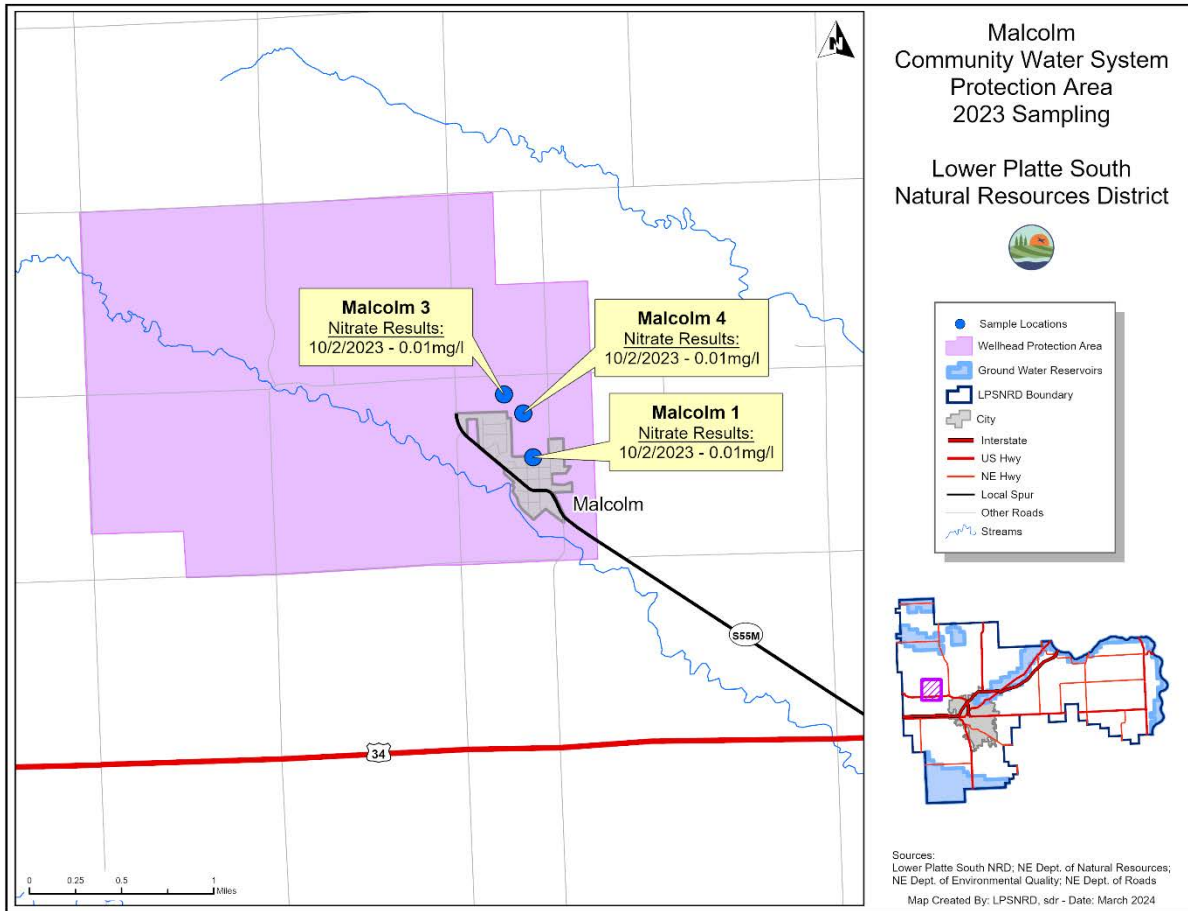 Malcolm
Community Water System
Protection Area
2023 Sampling
Lower Platte South
Natural Resources District
N
Malcolm 3
Nitrate Results:
10/2/2023 - 0.01mg/l
Malcolm 4
Nitrate Results:
10/2/2023 - 0.01mg/l
Malcolm 1
Nitrate Results:
10/2/2023 - 0.01mg/l
Malcolm
S55M
34
0 0.25 0.5 1
Miles
Sample Locations
Wellhead Protection Area
Ground Water Reservoirs
LPSNRD Boundary
City
Interstate
US Hwy
NE Hwy
Local Spur
Other Roads
Streams
Sources:
Lower Platte South NRD; NE Dept. of Natural Resources;
NE Dept. of Environmental Quality; NE Dept. of Roads
Map Created By: LPSNRD, sdr - Date: March 2024